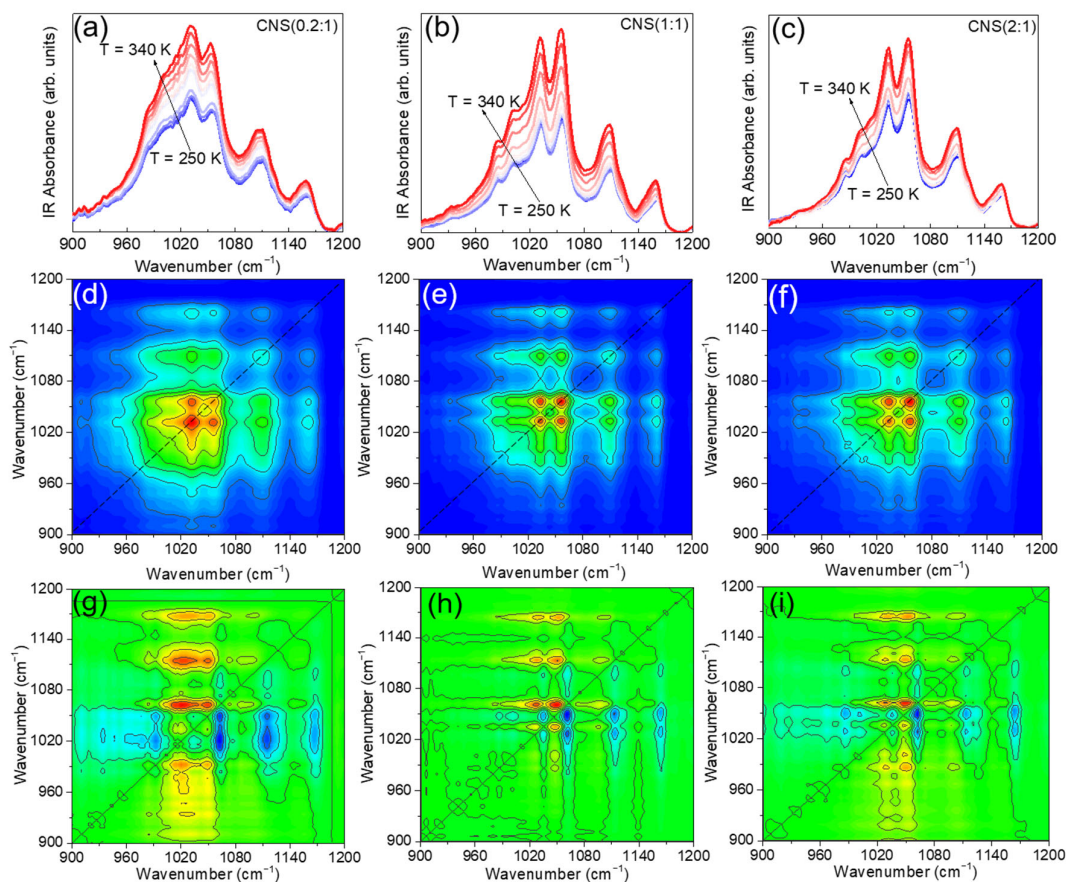 (a) CNS(0.2:1)
T = 340 K
T = 250 K
IR Absorbance (arb. units)
900 960 1020 1080 1140 1200
Wavenumber (cm⁻¹)
(b) CNS(1:1)
T = 340 K
T = 250 K
IR Absorbance (arb. units)
900 960 1020 1080 1140 1200
Wavenumber (cm⁻¹)
(c) CNS(2:1)
T = 340 K
T = 250 K
IR Absorbance (arb. units)
900 960 1020 1080 1140 1200
Wavenumber (cm⁻¹)
(d)
1200
1140
1080
1020
960
900
Wavenumber (cm⁻¹)
900 960 1020 1080 1140 1200
Wavenumber (cm⁻¹)
(e)
1200
1140
1080
1020
960
900
Wavenumber (cm⁻¹)
900 960 1020 1080 1140 1200
Wavenumber (cm⁻¹)
(f)
1200
1140
1080
1020
960
900
Wavenumber (cm⁻¹)
900 960 1020 1080 1140 1200
Wavenumber (cm⁻¹)
(g)
1200
1140
1080
1020
960
900
Wavenumber (cm⁻¹)
900 960 1020 1080 1140 1200
Wavenumber (cm⁻¹)
(h)
1200
1140
1080
1020
960
900
Wavenumber (cm⁻¹)
900 960 1020 1080 1140 1200
Wavenumber (cm⁻¹)
(i)
1200
1140
1080
1020
960
900
Wavenumber (cm⁻¹)
900 960 1020 1080 1140 1200
Wavenumber (cm⁻¹)